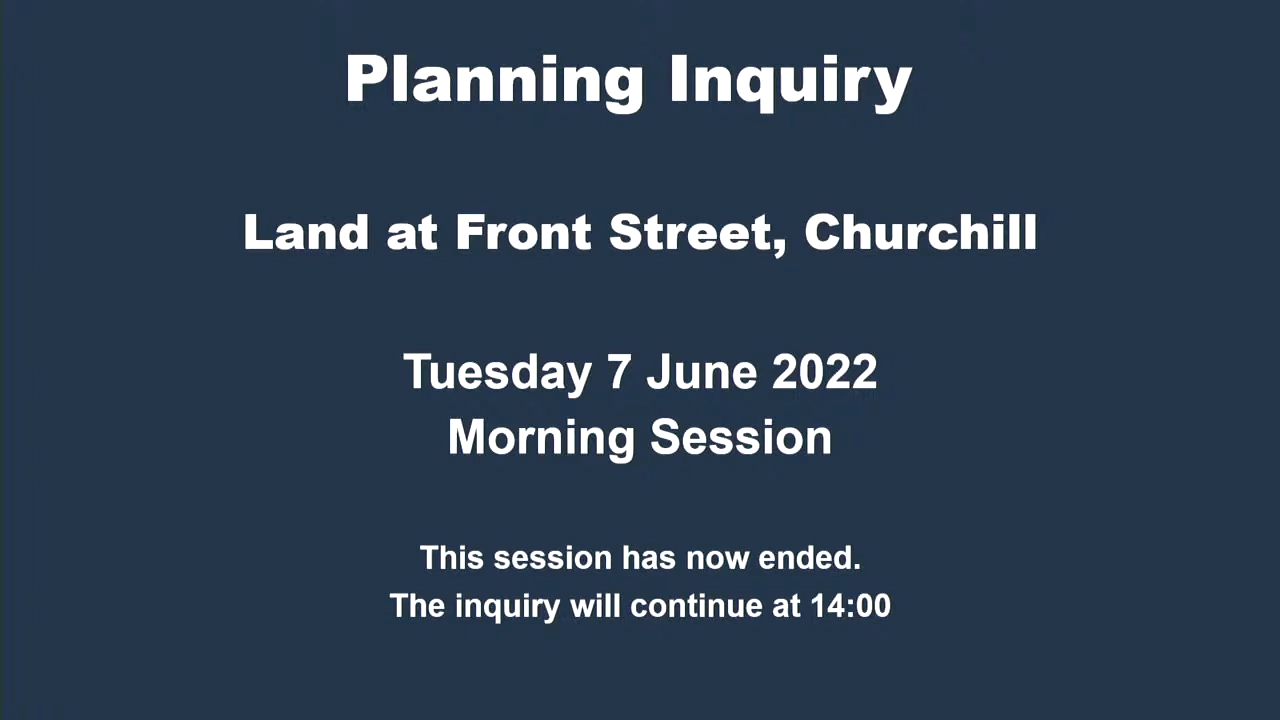 Planning Inquiry
Land at Front Street, Churchill
Tuesday 7 June 2022
Morning Session
This session has now ended.
The inquiry will continue at 14:00